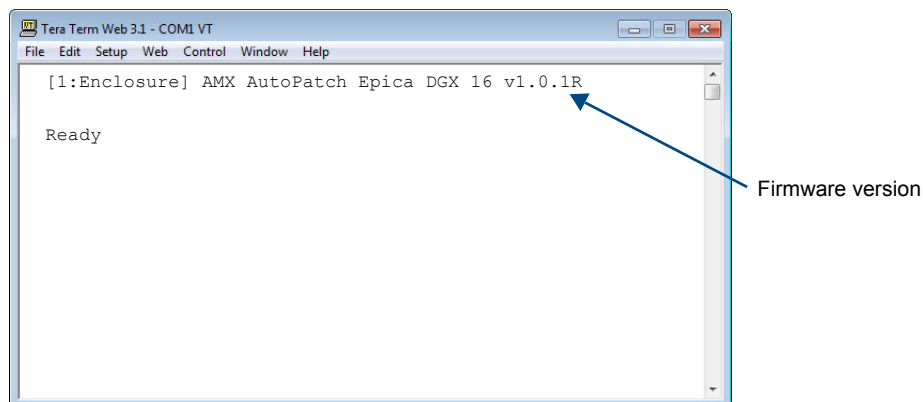 Tera Term Web 3.1 - COM1 VT
File Edit Setup Web Control Window Help
[1:Enclosure] AMX AutoPatch Epica DGX 16 v1.0.1R
Ready
Firmware version